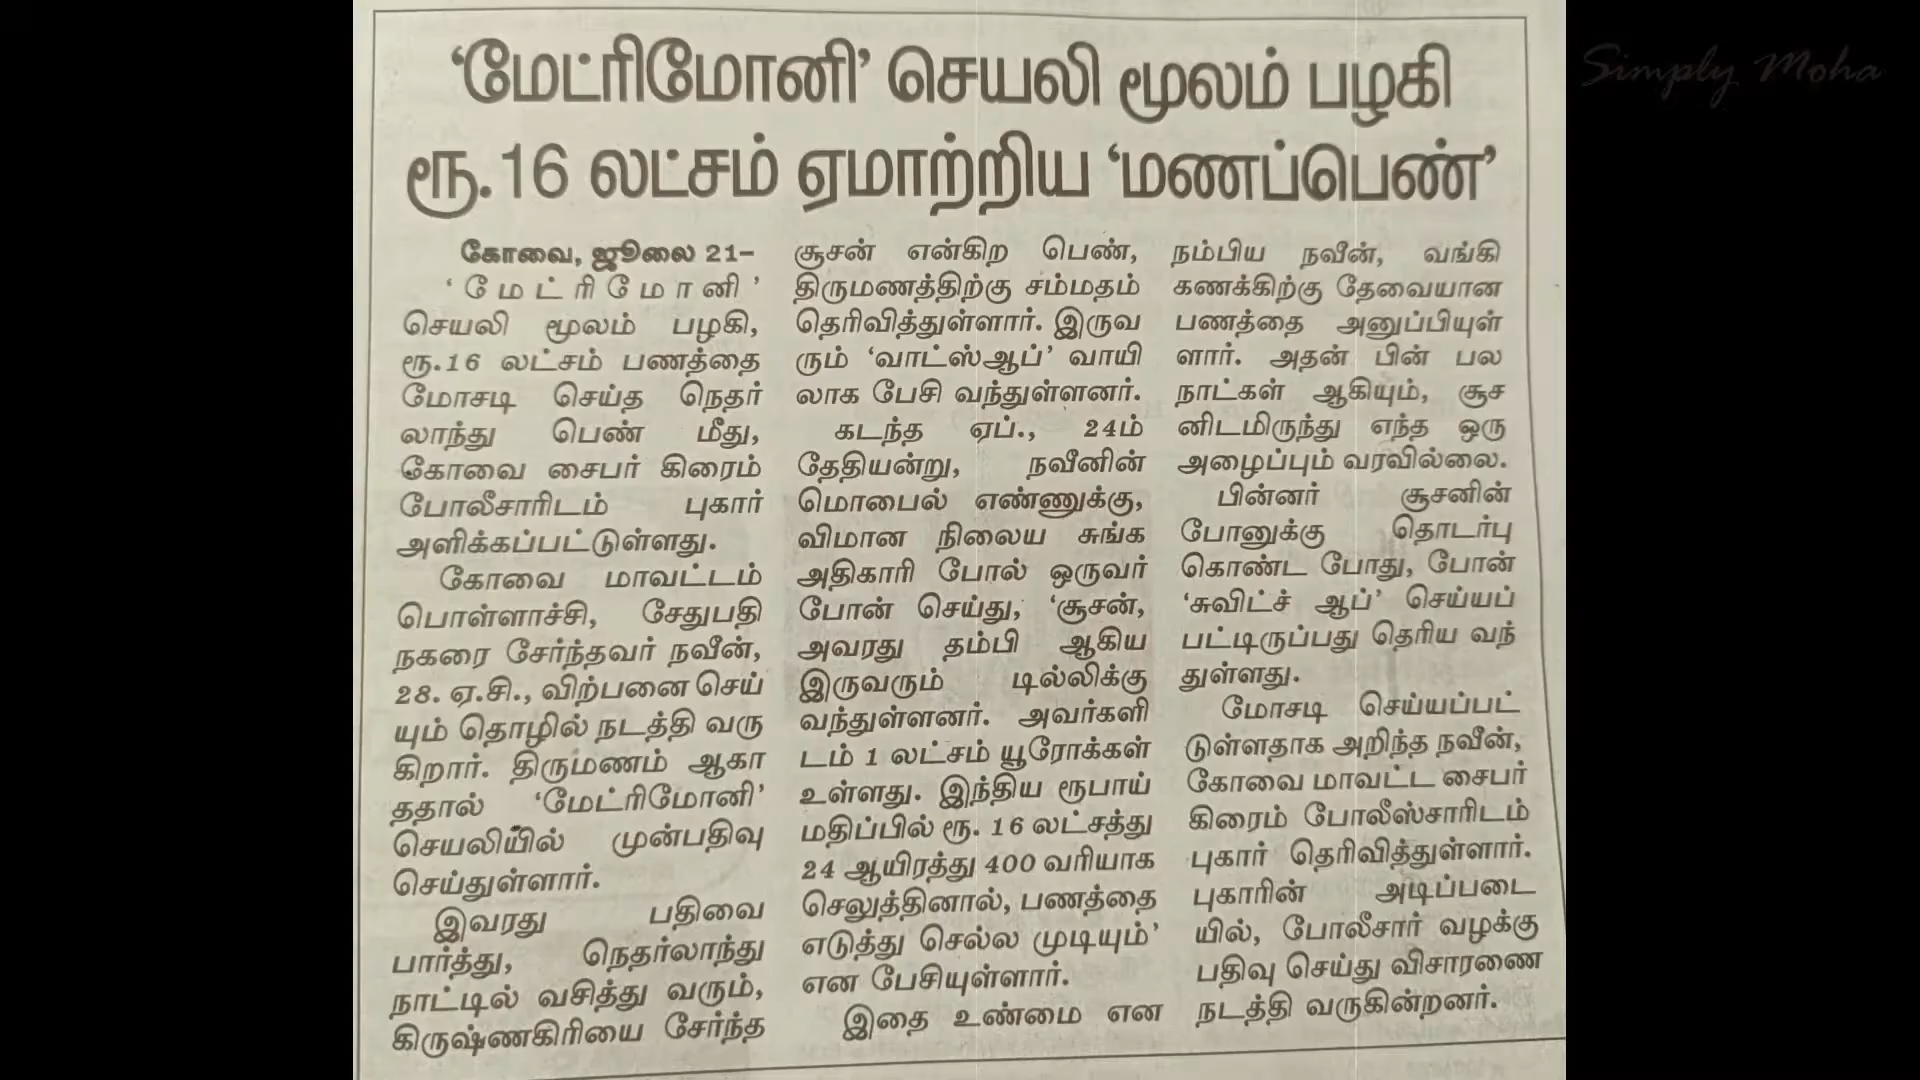 ‘மேட்ரிமோனி’ செயலி மூலம் பழகி
ரூ.16 லட்சம் ஏமாற்றிய ‘மணப்பெண்’
கோவை, ஜூலை 21–
‘மேட்ரிமோனி’
செயலி மூலம் பழகி,
ரூ.16 லட்சம் பணத்தை
மோசடி செய்த நெதர்
லாந்து பெண் மீது,
கோவை சைபர் கிரைம்
போலீசாரிடம் புகார்
அளிக்கப்பட்டுள்ளது.
கோவை மாவட்டம்
பொள்ளாச்சி, சேதுபதி
நகரை சேர்ந்தவர் நவீன்,
28. ஏ.சி., விற்பனை செய்
யும் தொழில் நடத்தி வரு
கிறார். திருமணம் ஆகா
ததால் ‘மேட்ரிமோனி’
செயலியில் முன்பதிவு
செய்துள்ளார்.
இவரது பதிவை
பார்த்து, நெதர்லாந்து
நாட்டில் வசித்து வரும்,
கிருஷ்ணகிரியை சேர்ந்த
சூசன் என்கிற பெண்,
திருமணத்திற்கு சம்மதம்
தெரிவித்துள்ளார். இருவ
ரும் ‘வாட்ஸ்ஆப்’ வாயி
லாக பேசி வந்துள்ளனர்.
கடந்த ஏப்., 24ம்
தேதியன்று, நவீனின்
மொபைல் எண்ணுக்கு,
விமான நிலைய சுங்க
அதிகாரி போல் ஒருவர்
போன் செய்து, ‘சூசன்,
அவரது தம்பி ஆகிய
இருவரும் டில்லிக்கு
வந்துள்ளனர். அவர்களி
டம் 1 லட்சம் யூரோக்கள்
உள்ளது. இந்திய ரூபாய்
மதிப்பில் ரூ. 16 லட்சத்து
24 ஆயிரத்து 400 வரியாக
செலுத்தினால், பணத்தை
எடுத்து செல்ல முடியும்’
என பேசியுள்ளார்.
இதை உண்மை என
நம்பிய நவீன், வங்கி
கணக்கிற்கு தேவையான
பணத்தை அனுப்பியுள்
ளார். அதன் பின் பல
நாட்கள் ஆகியும், சூச
னிடமிருந்து எந்த ஒரு
அழைப்பும் வரவில்லை.
பின்னர் சூசனின்
போனுக்கு தொடர்பு
கொண்ட போது, போன்
‘சுவிட்ச் ஆப்’ செய்யப்
பட்டிருப்பது தெரிய வந்
துள்ளது.
மோசடி செய்யப்பட்
டுள்ளதாக அறிந்த நவீன்,
கோவை மாவட்ட சைபர்
கிரைம் போலீஸ்சாரிடம்
புகார் தெரிவித்துள்ளார்.
புகாரின் அடிப்படை
யில், போலீசார் வழக்கு
பதிவு செய்து விசாரணை
நடத்தி வருகின்றனர்.
Simply Moha